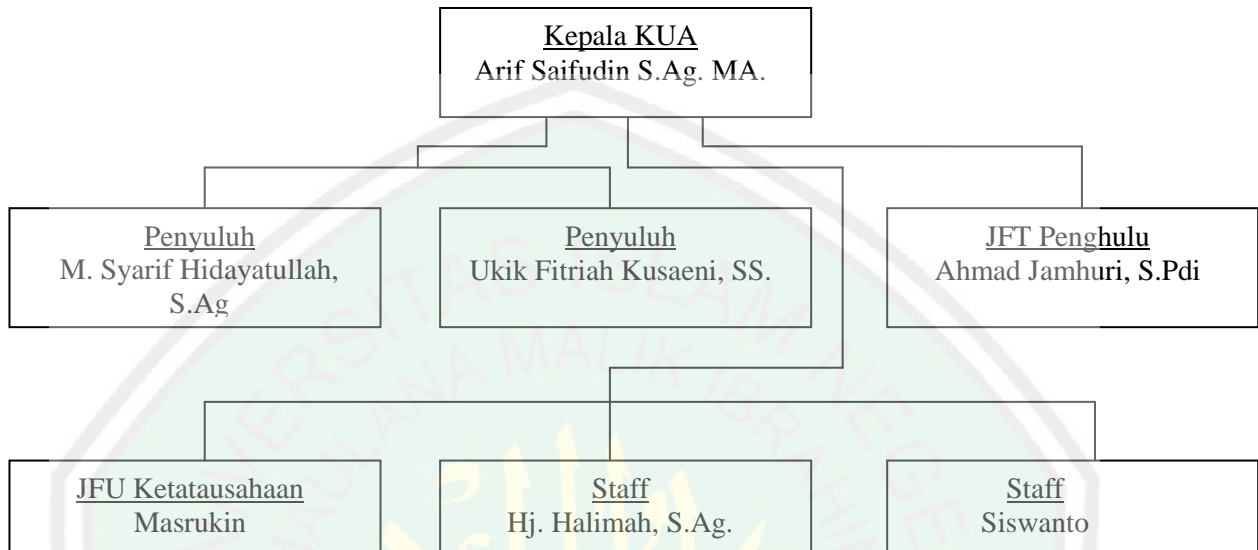 Kepala KUA
Arif Saifudin S.Ag. MA.
Penyuluh
M. Syarif Hidayatullah,
S.Ag
Penyuluh
Ukik Fitriah Kusaeni, SS.
JFT Penghulu
Ahmad Jamhuri, S.Pdi
JFU Ketatausahaan
Masrukin
Staff
Hj. Halimah, S.Ag.
Staff
Siswanto